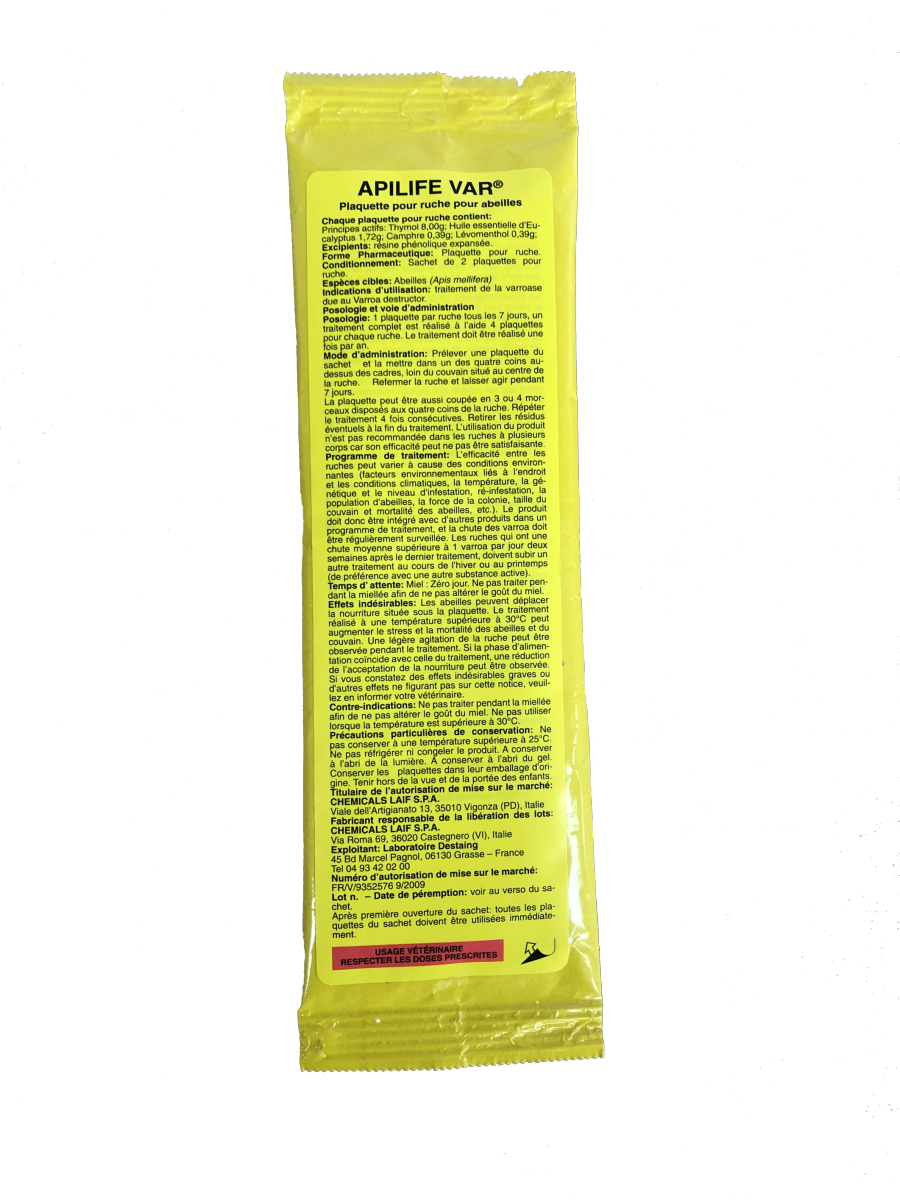 APILIFE VAR®
Plaquette pour ruche pour abeilles
Chaque plaquette pour ruche contient:
Principes actifs: Thymol 8,00g; Huile essentielle d'Eu-
calyptus 1,72g; Camphre 0,39g; Lévomenthol 0,39g;
Excipients: résine phénolique expansée.
Forme Pharmaceutique: Plaquette pour ruche.
Conditionnement: Sachet de 2 plaquettes pour
ruche.
Espèces cibles: Abeilles (Apis mellifera)
Indications d'utilisation: traitement de la varroase
due au Varroa destructor.
Posologie et voie d'administration
Posologie: 1 plaquette par ruche tous les 7 jours, un
traitement complet est réalisé à l'aide 4 plaquettes
pour chaque ruche. Le traitement doit être réalisé une
fois par an.
Mode d'administration: Prélever une plaquette du
sachet et la mettre dans un des quatre coins au-
dessus des cadres, loin du couvain situé au centre de
la ruche. Refermer la ruche et laisser agir pendant
7 jours.
La plaquette peut être aussi coupée en 3 ou 4 mor-
ceaux disposés aux quatre coins de la ruche. Répéter
le traitement 4 fois consécutives. Retirer les résidus
éventuels à la fin du traitement. L'utilisation du produit
n'est pas recommandée dans les ruches à plusieurs
corps car son efficacité peut ne pas être satisfaisante.
Programme de traitement: L'efficacité entre les
ruches peut varier à cause des conditions environ-
nantes (facteurs environnementaux liés à l'endroit
et les conditions climatiques, la température, la gé-
nétique et le niveau d'infestation, ré-infestation, la
population d'abeilles, la force de la colonie, taille du
couvain et mortalité des abeilles, etc.). Le produit
doit donc être intégré avec d'autres produits dans un
programme de traitement, et la chute des varroa doit
être régulièrement surveillée. Les ruches qui ont une
chute moyenne supérieure à 1 varroa par jour deux
semaines après le dernier traitement, doivent subir un
autre traitement au cours de l'hiver ou au printemps
(de préférence avec une autre substance active).
Temps d' attente: Miel : Zéro jour. Ne pas traiter pen-
dant la miellée afin de ne pas altérer le goût du miel.
Effets indésirables: Les abeilles peuvent déplacer
la nourriture située sous la plaquette. Le traitement
réalisé à une température supérieure à 30°C peut
augmenter le stress et la mortalité des abeilles et du
couvain. Une légère agitation de la ruche peut être
observée pendant le traitement. Si la phase d'alimen-
tation coïncide avec celle du traitement, une réduction
de l'acceptation de la nourriture peut être observée.
Si vous constatez des effets indésirables graves ou
d'autres effets ne figurant pas sur cette notice, veuil-
lez en informer votre vétérinaire.
Contre-indications: Ne pas traiter pendant la miellée
afin de ne pas altérer le goût du miel. Ne pas utiliser
lorsque la température est supérieure à 30°C.
Précautions particulières de conservation: Ne
pas conserver à une température supérieure à 25°C.
Ne pas réfrigérer ni congeler le produit. A conserver
à l'abri de la lumière. A conserver à l'abri du gel.
Conserver les plaquettes dans leur emballage d'ori-
gine. Tenir hors de la vue et de la portée des enfants.
Titulaire de l'autorisation de mise sur le marché:
CHEMICALS LAIF S.P.A.
Viale dell'Artigianato 13, 35010 Vigonza (PD), Italie
Fabricant responsable de la libération des lots:
CHEMICALS LAIF S.P.A.
Via Roma 69, 36020 Castegnero (VI), Italie
Exploitant: Laboratoire Destaing
45 Bd Marcel Pagnol, 06130 Grasse – France
Tel 04 93 42 02 00
Numéro d'autorisation de mise sur le marché:
FR/V/9352576 9/2009
Lot n. – Date de péremption: voir au verso du sa-
chet.
Après première ouverture du sachet: toutes les pla-
quettes du sachet doivent être utilisées immédiate-
ment.
USAGE VÉTÉRINAIRE
RESPECTER LES DOSES PRESCRITES